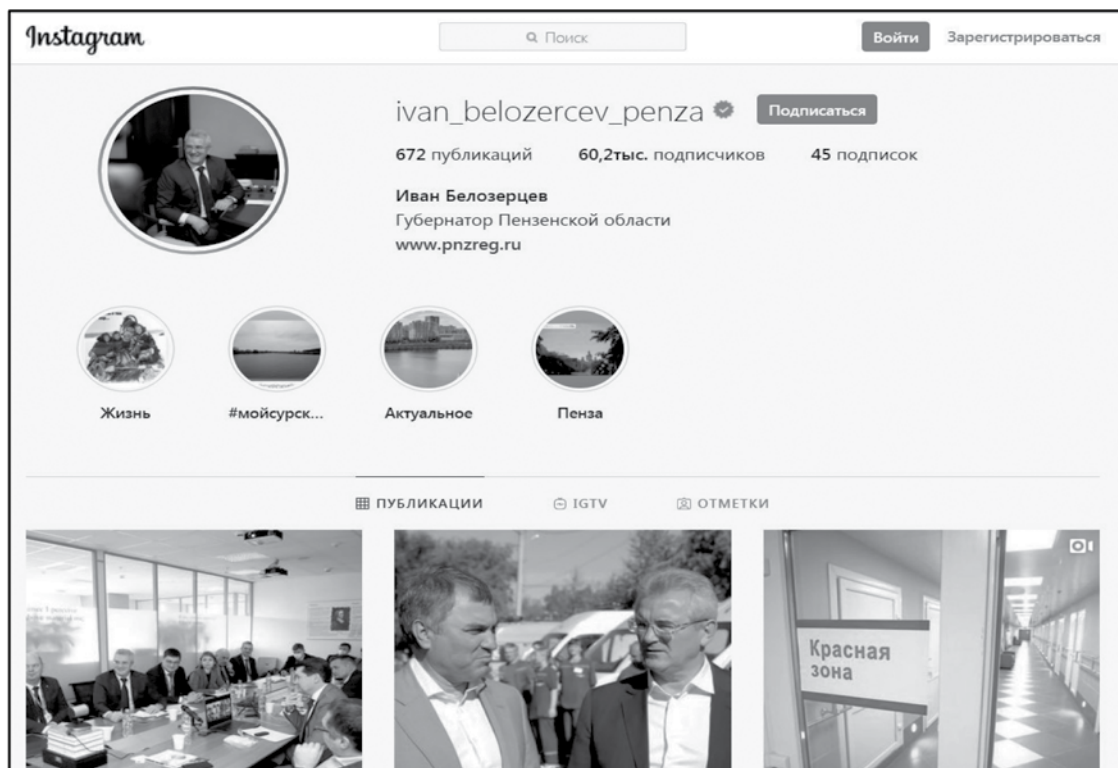 Instagram
Поиск
Войти
Зарегистрироваться
ivan_belozercev_penza
Подписаться
672 публикаций
60,2тыс. подписчиков
45 подписок
Иван Белозерцев
Губернатор Пензенской области
www.pnzreg.ru
Жизнь
#мойсурск...
Актуальное
Пенза
ПУБЛИКАЦИИ
IGTV
ОТМЕТКИ
Красная
зона